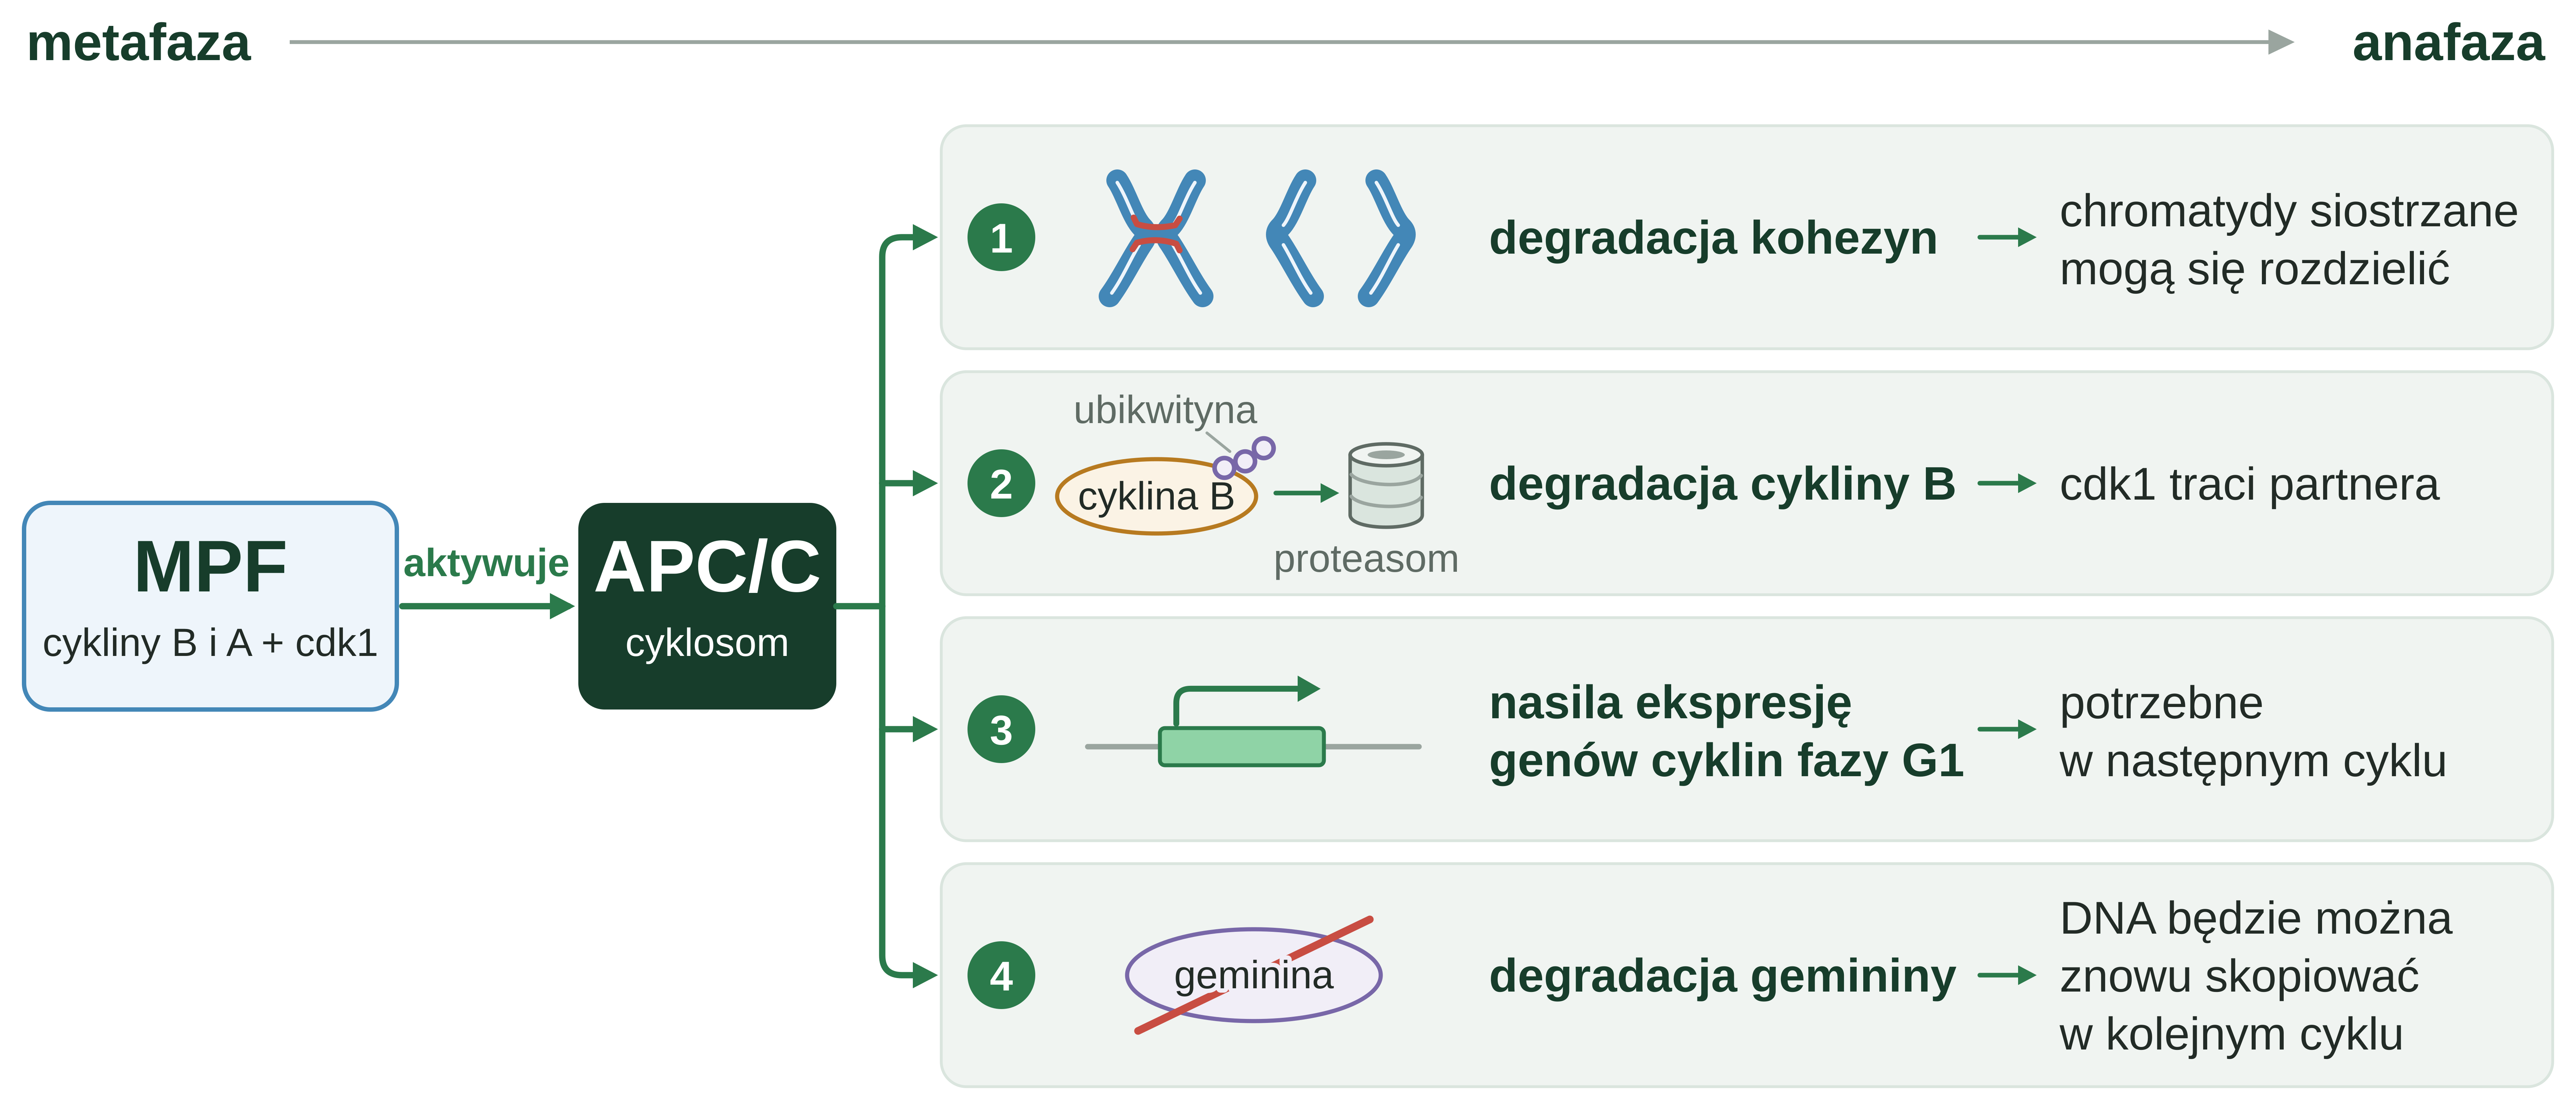 metafaza
anafaza
MPF
cykliny B i A + cdk1
aktywuje
APC/C
cyklosom
1
degradacja kohezyn
chromatydy siostrzane
mogą się rozdzielić
2
ubikwityna
cyklina B
proteasom
degradacja cykliny B
cdk1 traci partnera
3
nasila ekspresję
genów cyklin fazy G1
potrzebne
w następnym cyklu
4
geminina
degradacja gemininy
DNA będzie można
znowu skopiować
w kolejnym cyklu